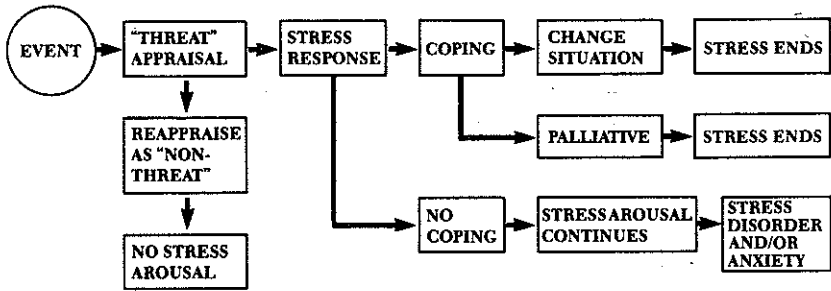 EVENT
"THREAT"
APPRAISAL
STRESS
RESPONSE
COPING
CHANGE
SITUATION
STRESS ENDS
REAPPRAISE
AS "NON-
THREAT"
PALLIATIVE
STRESS ENDS
NO STRESS
AROUSAL
NO
COPING
STRESS AROUSAL
CONTINUES
STRESS
DISORDER
AND/OR
ANXIETY